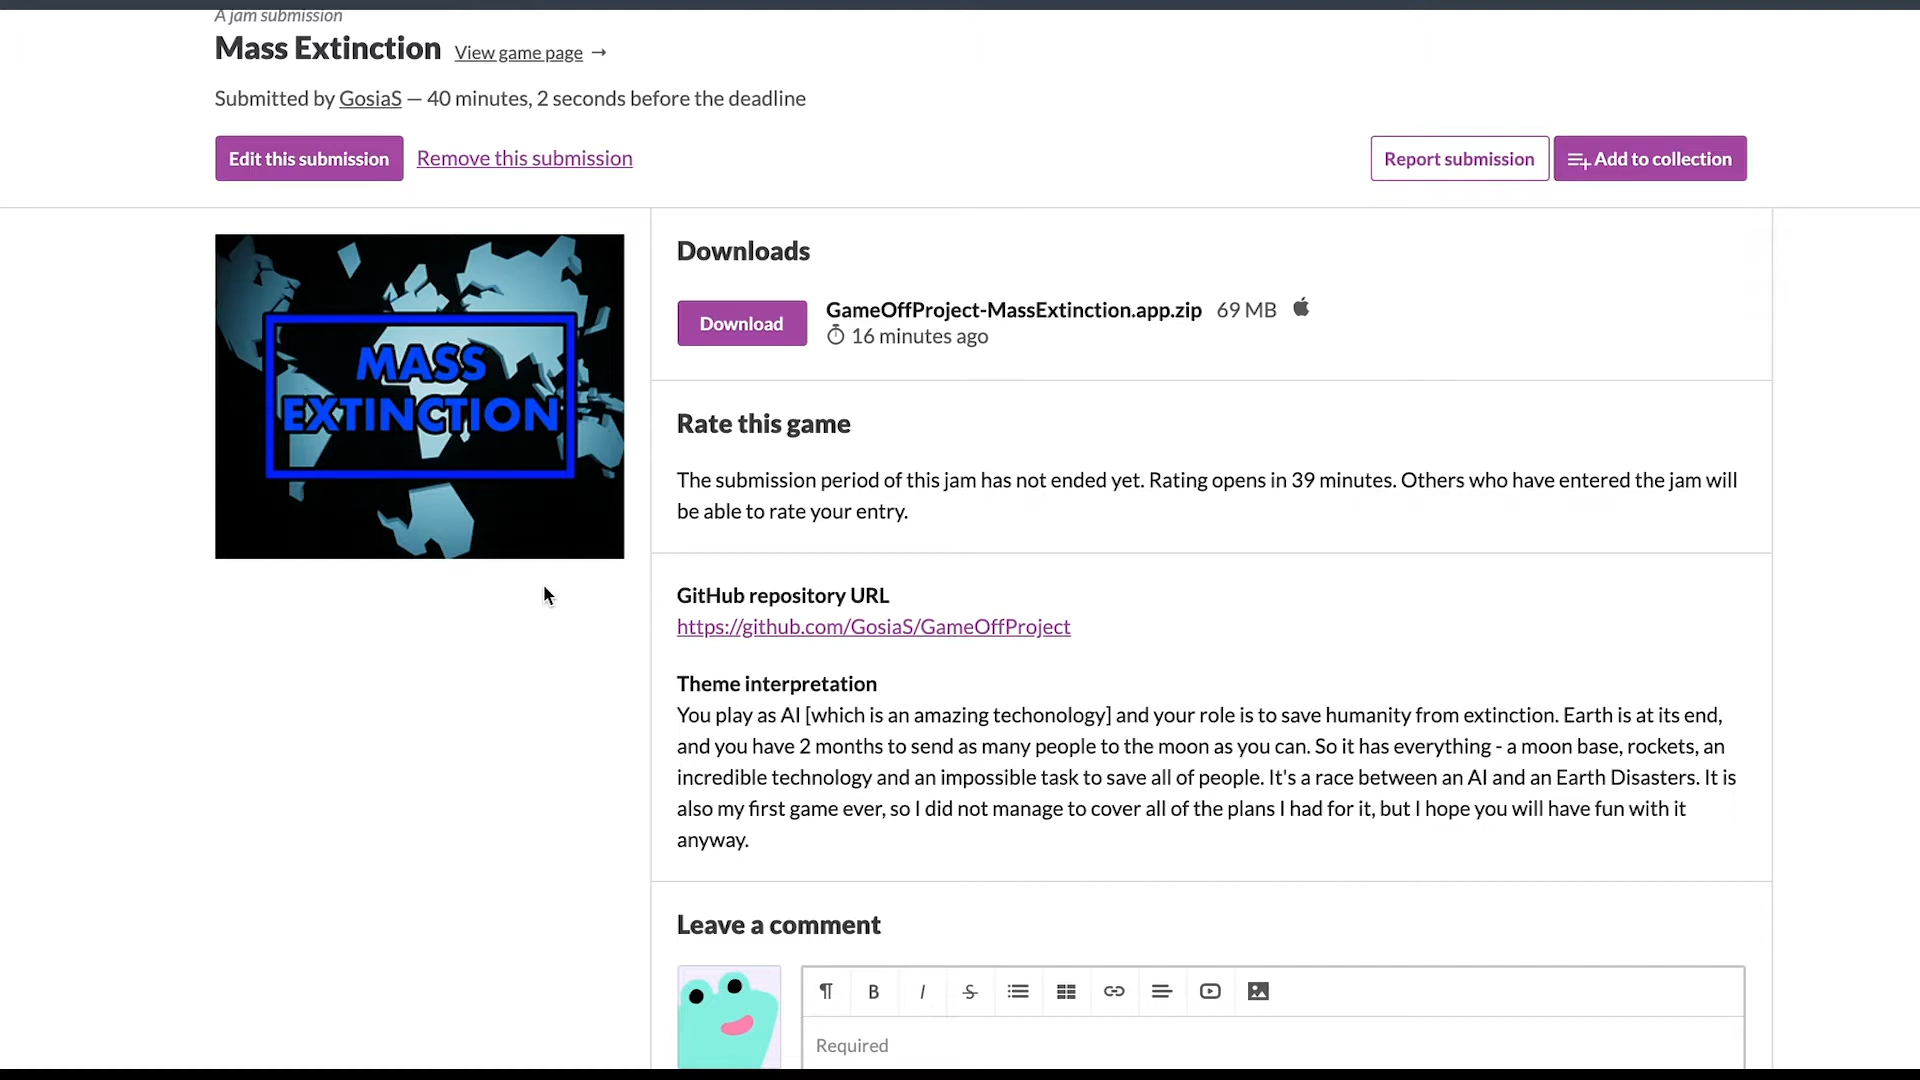 A jam submission
Mass Extinction View game page →
Submitted by GosiaS — 40 minutes, 2 seconds before the deadline
Edit this submission Remove this submission Report submission Add to collection
MASS
EXTINCTION
Downloads
Download GameOffProject-MassExtinction.app.zip 69 MB
16 minutes ago
Rate this game
The submission period of this jam has not ended yet. Rating opens in 39 minutes. Others who have entered the jam will
be able to rate your entry.
GitHub repository URL
https://github.com/GosiaS/GameOffProject
Theme interpretation
You play as AI [which is an amazing techonology] and your role is to save humanity from extinction. Earth is at its end,
and you have 2 months to send as many people to the moon as you can. So it has everything - a moon base, rockets, an
incredible technology and an impossible task to save all of people. It's a race between an AI and an Earth Disasters. It is
also my first game ever, so I did not manage to cover all of the plans I had for it, but I hope you will have fun with it
anyway.
Leave a comment
¶ B I S
Required